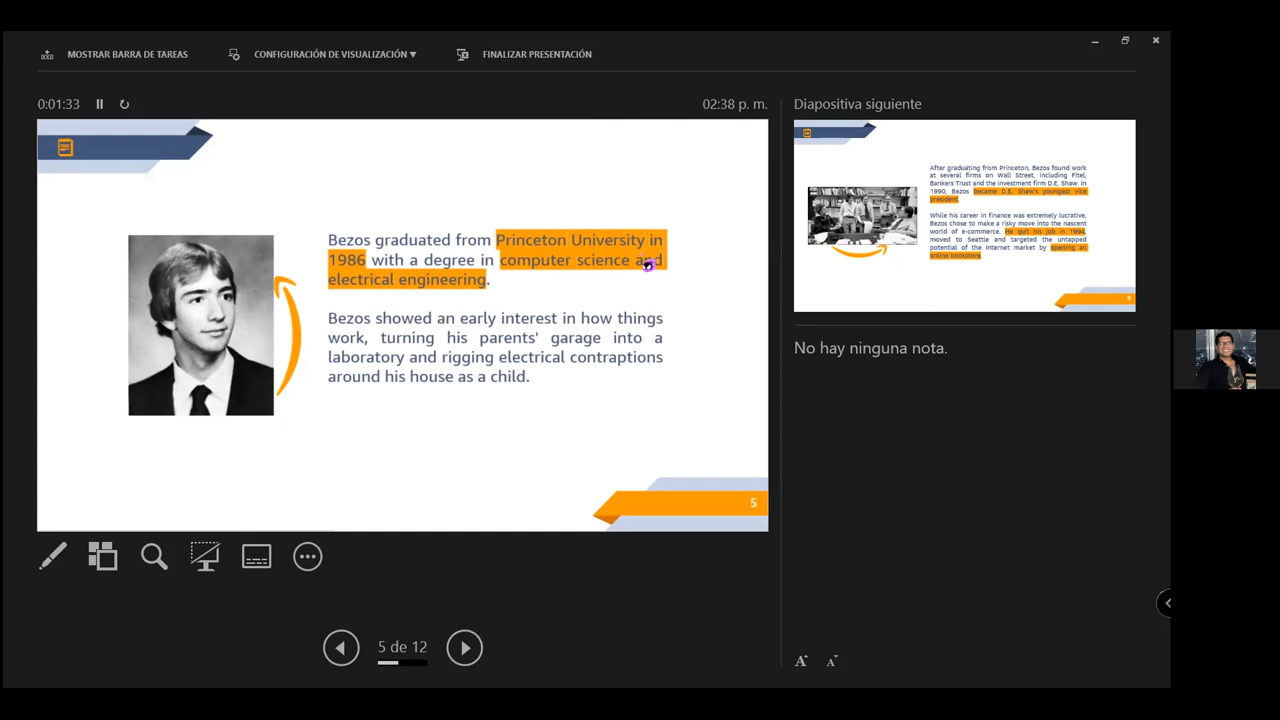 MOSTRAR BARRA DE TAREAS
CONFIGURACIÓN DE VISUALIZACIÓN ▼
FINALIZAR PRESENTACIÓN
0:01:33
02:38 p. m.
Bezos graduated from Princeton University in
1986 with a degree in computer science and
electrical engineering.
Bezos showed an early interest in how things
work, turning his parents' garage into a
laboratory and rigging electrical contraptions
around his house as a child.
5
5 de 12
Diapositiva siguiente
After graduating from Princeton, Bezos found work
at several firms on Wall Street, including Fitel,
Bankers Trust and the investment firm D.E. Shaw. In
1990, Bezos became D.E. Shaw's youngest vice
president.
While his career in finance was extremely lucrative,
Bezos chose to make a risky move into the nascent
world of e-commerce. He quit his job in 1994,
moved to Seattle and targeted the untapped
potential of the Internet market by opening an
online bookstore.
6
No hay ninguna nota.
A A